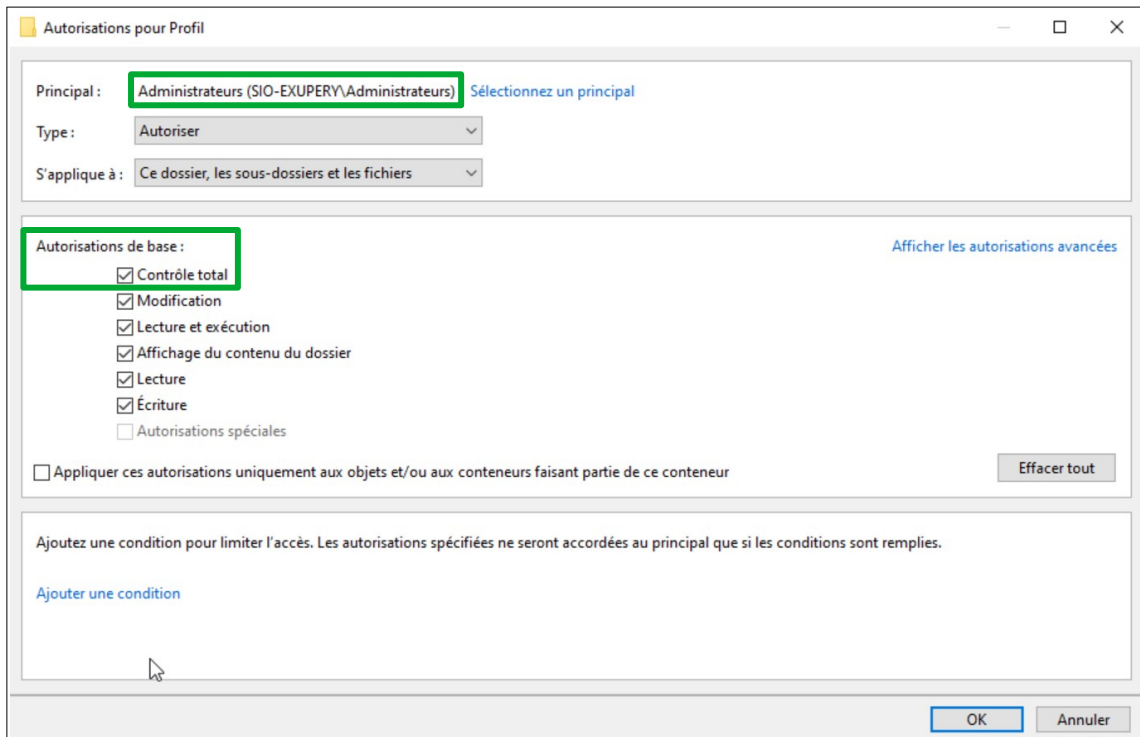 Autorisations pour Profil
Principal : Administrateurs (SIO-EXUPERY\Administrateurs) Sélectionnez un principal
Type : Autoriser
S'applique à : Ce dossier, les sous-dossiers et les fichiers
Autorisations de base : Afficher les autorisations avancées
Contrôle total
Modification
Lecture et exécution
Affichage du contenu du dossier
Lecture
Écriture
Autorisations spéciales
Appliquer ces autorisations uniquement aux objets et/ou aux conteneurs faisant partie de ce conteneur Effacer tout
Ajoutez une condition pour limiter l'accès. Les autorisations spécifiées ne seront accordées au principal que si les conditions sont remplies.
Ajouter une condition
OK Annuler